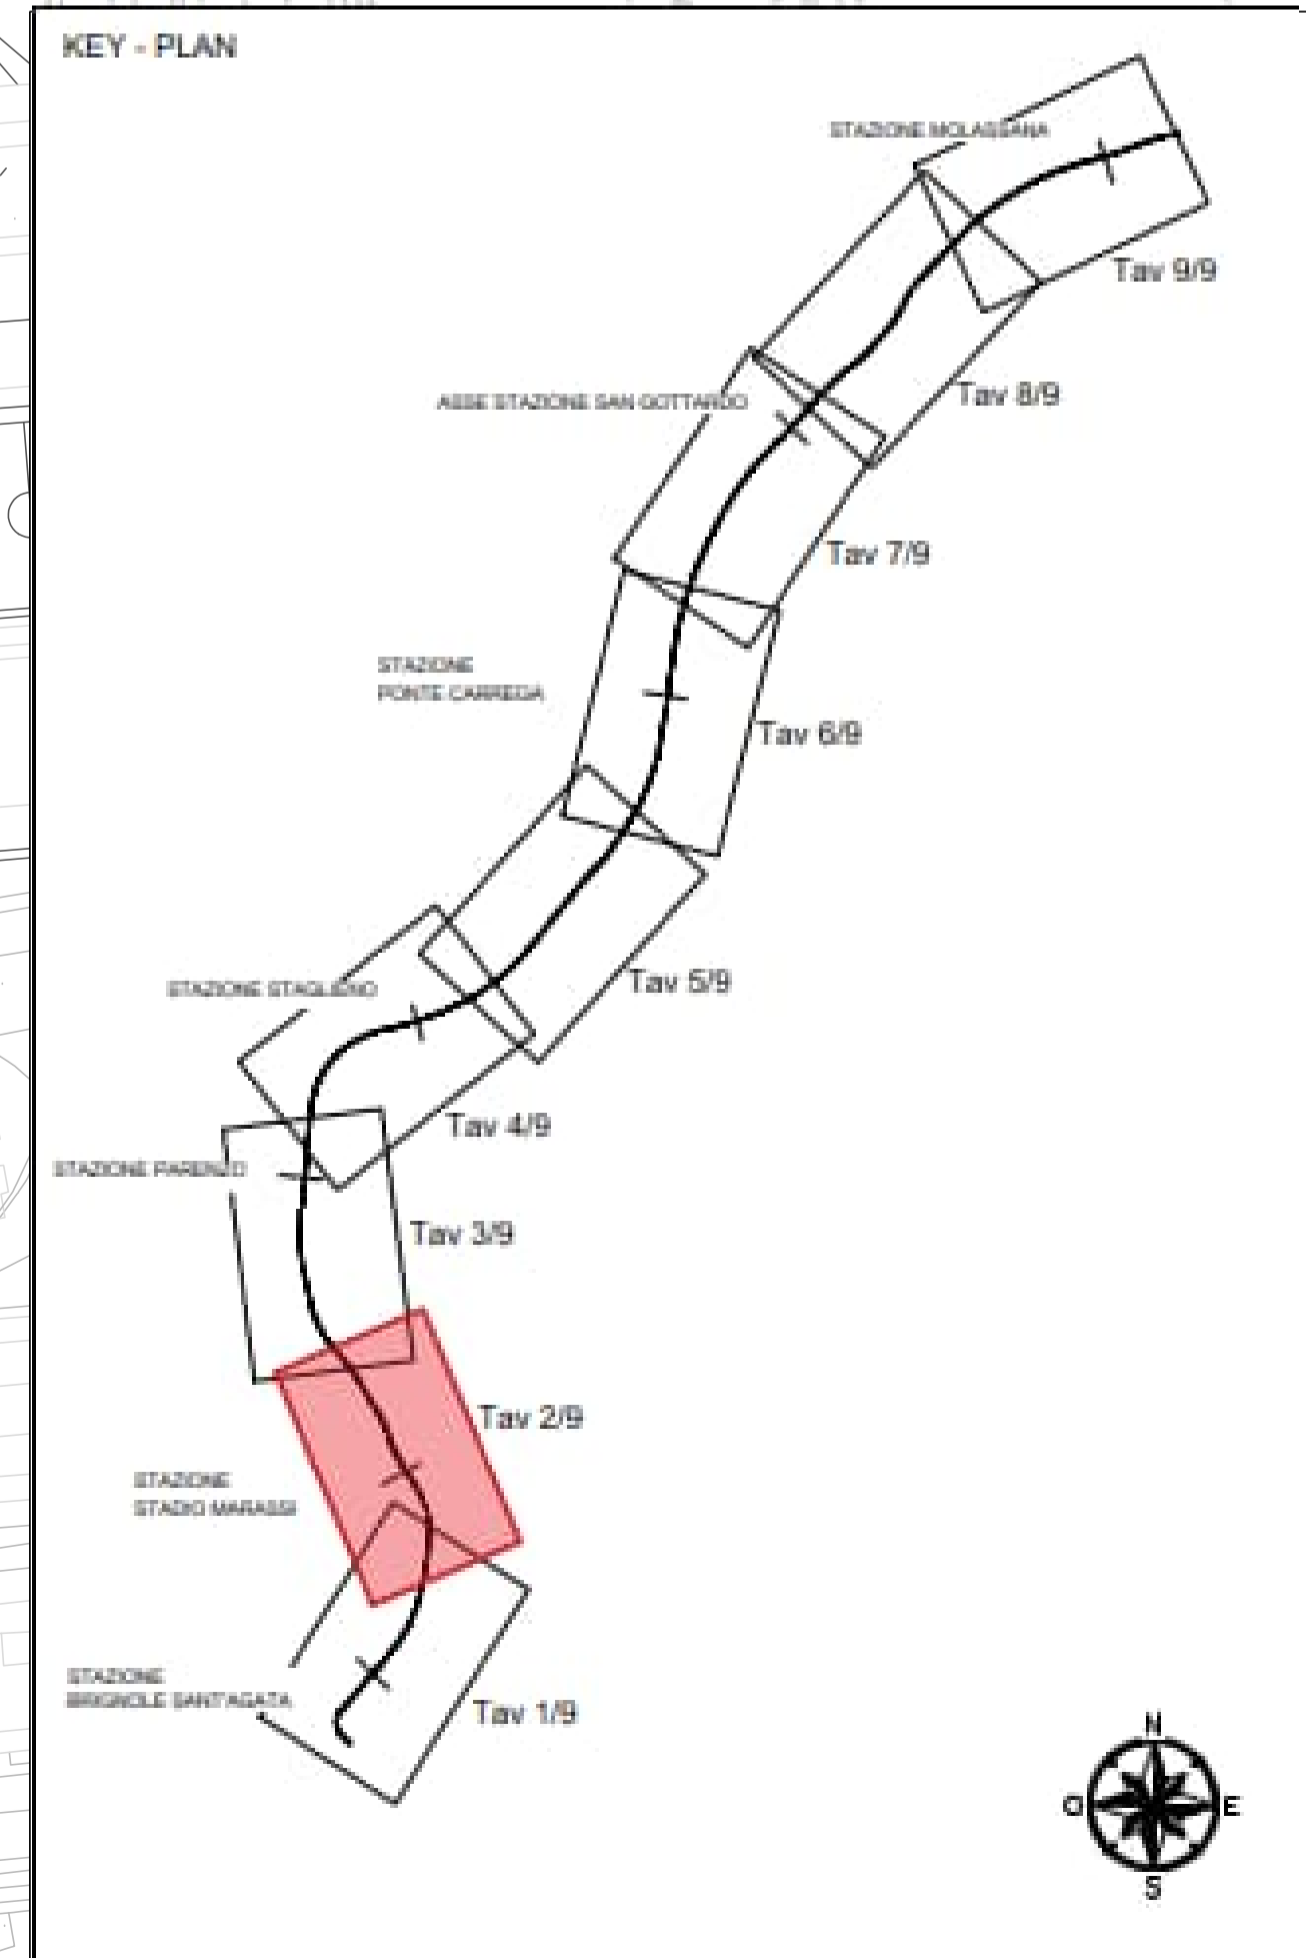 KEY - PLAN
STAZIONE MOLASSANA
Tav 9/9
Tav 8/9
ASSE STAZIONE SAN GOTTARDO
Tav 7/9
STAZIONE
PONTE CARREGA
Tav 6/9
Tav 5/9
STAZIONE STAGLIENO
Tav 4/9
STAZIONE PARENZO
Tav 3/9
Tav 2/9
STAZIONE
STADIO MARASSI
STAZIONE
BRIGNOLE SANT'AGATA
Tav 1/9
N
O E
S